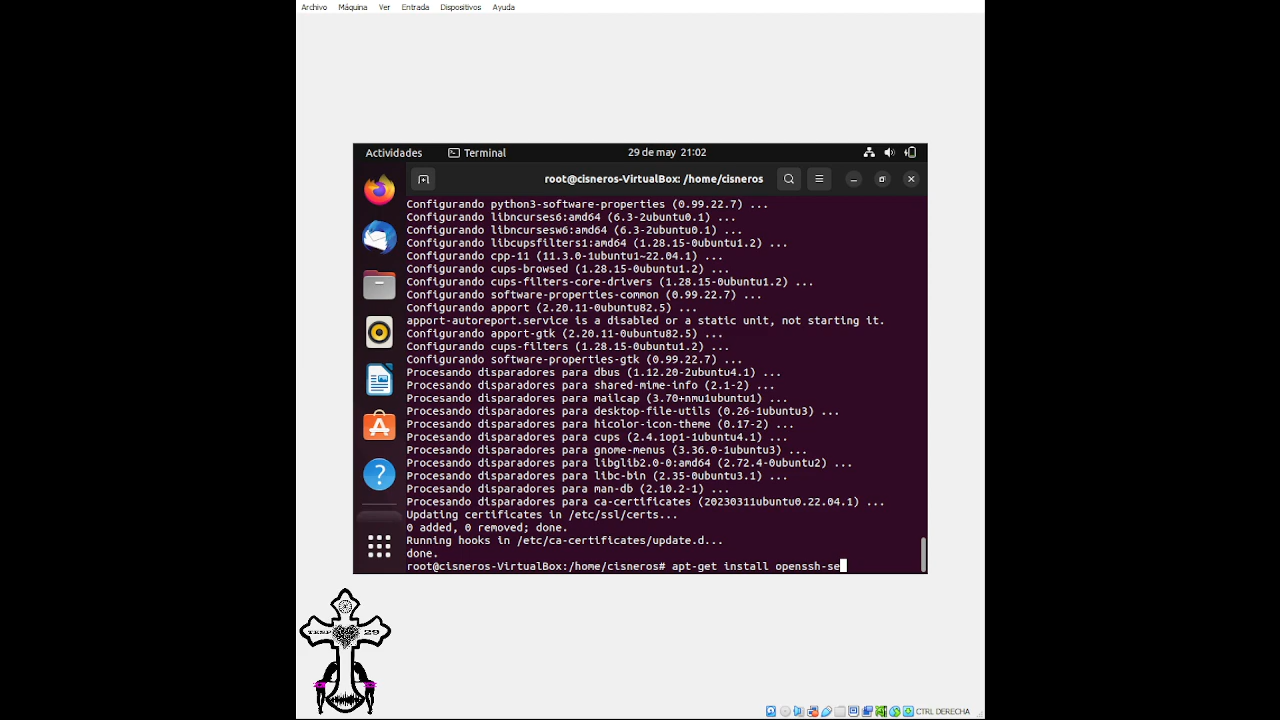 Archivo Máquina Ver Entrada Dispositivos Ayuda
Actividades Terminal 29 de may 21:02
root@cisneros-VirtualBox: /home/cisneros
Configurando python3-software-properties (0.99.22.7) ...
Configurando libncurses6:amd64 (6.3-2ubuntu0.1) ...
Configurando libncursesw6:amd64 (6.3-2ubuntu0.1) ...
Configurando libcupsfilters1:amd64 (1.28.15-0ubuntu1.2) ...
Configurando cpp-11 (11.3.0-1ubuntu1~22.04.1) ...
Configurando cups-browsed (1.28.15-0ubuntu1.2) ...
Configurando cups-filters-core-drivers (1.28.15-0ubuntu1.2) ...
Configurando software-properties-common (0.99.22.7) ...
Configurando apport (2.20.11-0ubuntu82.5) ...
apport-autoreport.service is a disabled or a static unit, not starting it.
Configurando apport-gtk (2.20.11-0ubuntu82.5) ...
Configurando cups-filters (1.28.15-0ubuntu1.2) ...
Configurando software-properties-gtk (0.99.22.7) ...
Procesando disparadores para dbus (1.12.20-2ubuntu4.1) ...
Procesando disparadores para shared-mime-info (2.1-2) ...
Procesando disparadores para mailcap (3.70+nmu1ubuntu1) ...
Procesando disparadores para desktop-file-utils (0.26-1ubuntu3) ...
Procesando disparadores para hicolor-icon-theme (0.17-2) ...
Procesando disparadores para cups (2.4.1op1-1ubuntu4.1) ...
Procesando disparadores para gnome-menus (3.36.0-1ubuntu3) ...
Procesando disparadores para libglib2.0-0:amd64 (2.72.4-0ubuntu2) ...
Procesando disparadores para libc-bin (2.35-0ubuntu3.1) ...
Procesando disparadores para man-db (2.10.2-1) ...
Procesando disparadores para ca-certificates (20230311ubuntu0.22.04.1) ...
Updating certificates in /etc/ssl/certs...
0 added, 0 removed; done.
Running hooks in /etc/ca-certificates/update.d...
done.
root@cisneros-VirtualBox:/home/cisneros# apt-get install openssh-se
29
CTRL DERECHA